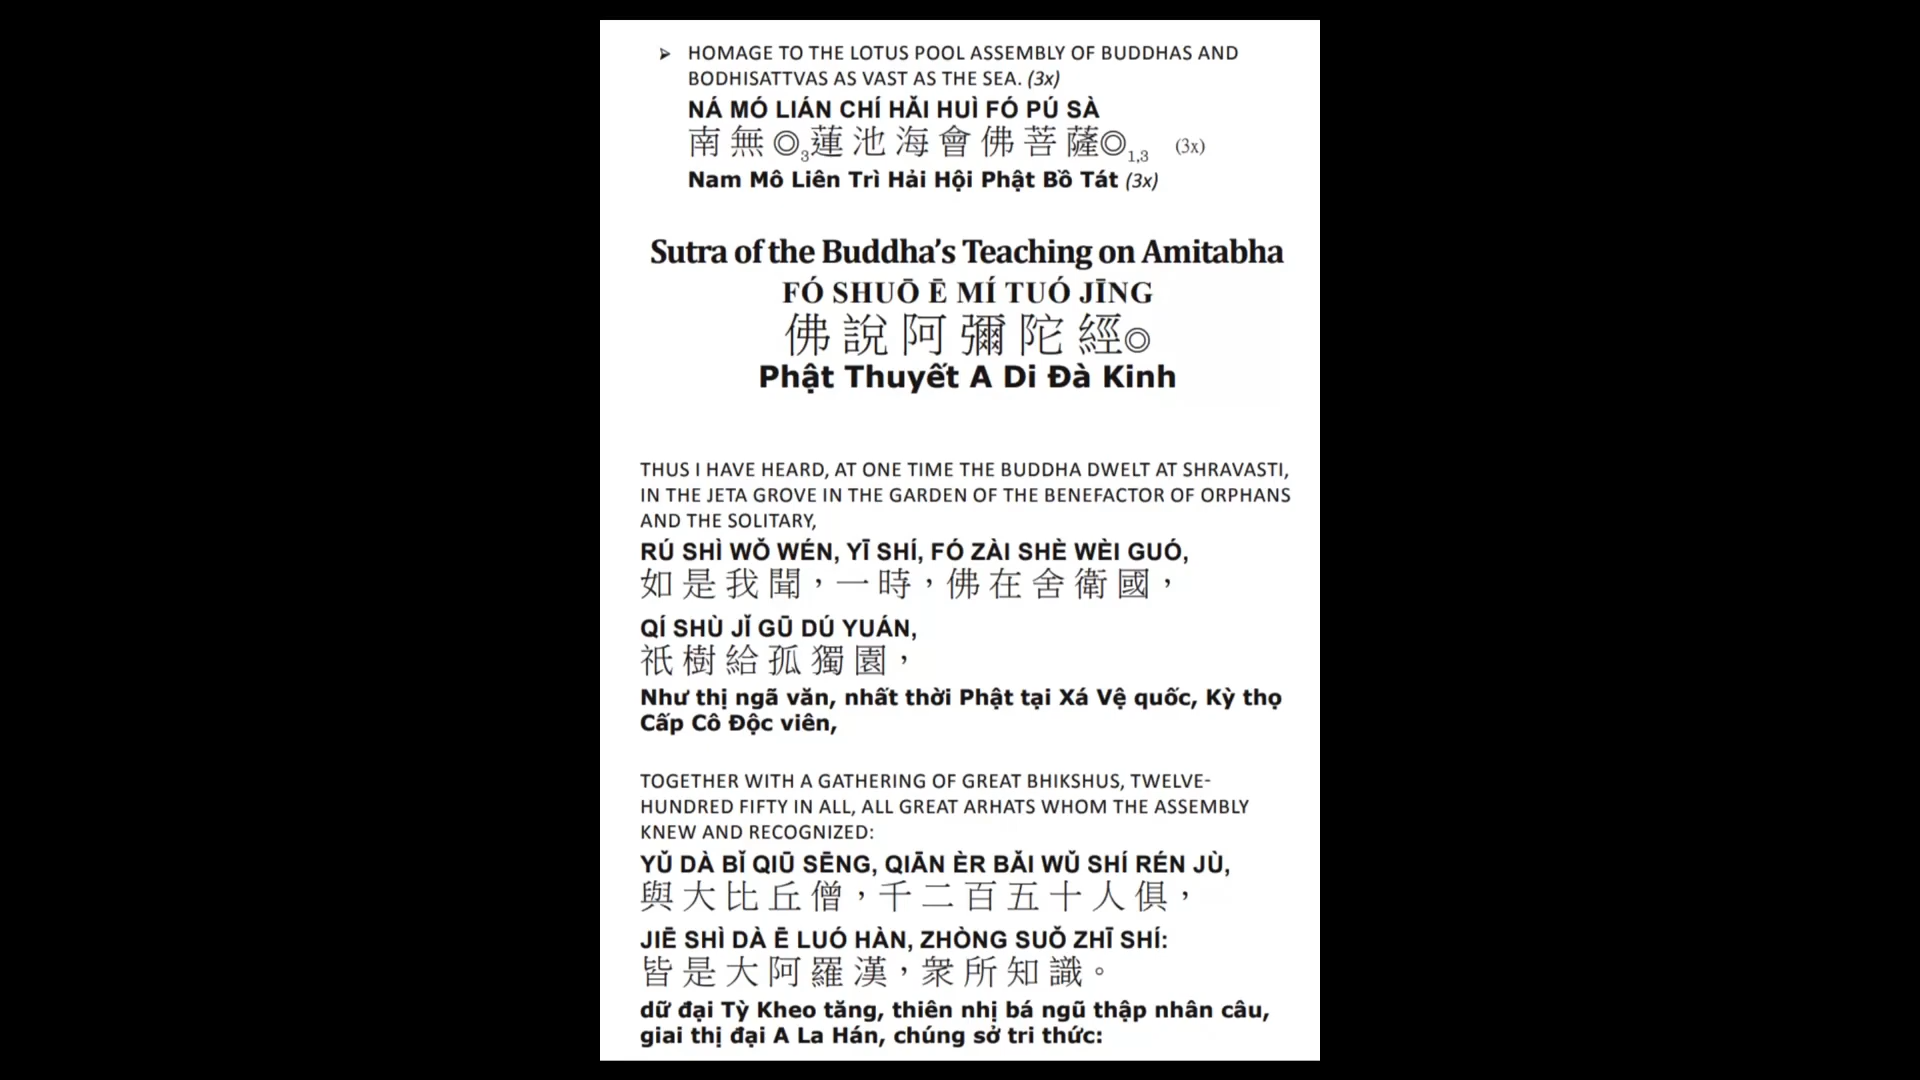 ➢ HOMAGE TO THE LOTUS POOL ASSEMBLY OF BUDDHAS AND
BODHISATTVAS AS VAST AS THE SEA. (3x)
NÁ MÓ LIÁN CHÍ HǍI HUÌ FÓ PÚ SÀ
南無◎3蓮池海會佛菩薩◎1,3 (3x)
Nam Mô Liên Trì Hải Hội Phật Bồ Tát (3x)
Sutra of the Buddha’s Teaching on Amitabha
FÓ SHUŌ Ē MÍ TUÓ JĪNG
佛說阿彌陀經◎
Phật Thuyết A Di Đà Kinh
THUS I HAVE HEARD, AT ONE TIME THE BUDDHA DWELT AT SHRAVASTI,
IN THE JETA GROVE IN THE GARDEN OF THE BENEFACTOR OF ORPHANS
AND THE SOLITARY,
RÚ SHÌ WǑ WÉN, YĪ SHÍ, FÓ ZÀI SHÈ WÈI GUÓ,
如是我聞，一時，佛在舍衛國，
QÍ SHÙ JǏ GŪ DÚ YUÁN,
祇樹給孤獨園，
Như thị ngã văn, nhất thời Phật tại Xá Vệ quốc, Kỳ thọ
Cấp Cô Độc viên,
TOGETHER WITH A GATHERING OF GREAT BHIKSHUS, TWELVE-
HUNDRED FIFTY IN ALL, ALL GREAT ARHATS WHOM THE ASSEMBLY
KNEW AND RECOGNIZED:
YǓ DÀ BǏ QIŪ SĒNG, QIĀN ÈR BǍI WǓ SHÍ RÉN JÙ,
與大比丘僧，千二百五十人俱，
JIĒ SHÌ DÀ Ē LUÓ HÀN, ZHÒNG SUǑ ZHĪ SHÍ:
皆是大阿羅漢，衆所知識。
dữ đại Tỳ Kheo tăng, thiên nhị bá ngũ thập nhân câu,
giai thị đại A La Hán, chúng sở tri thức: